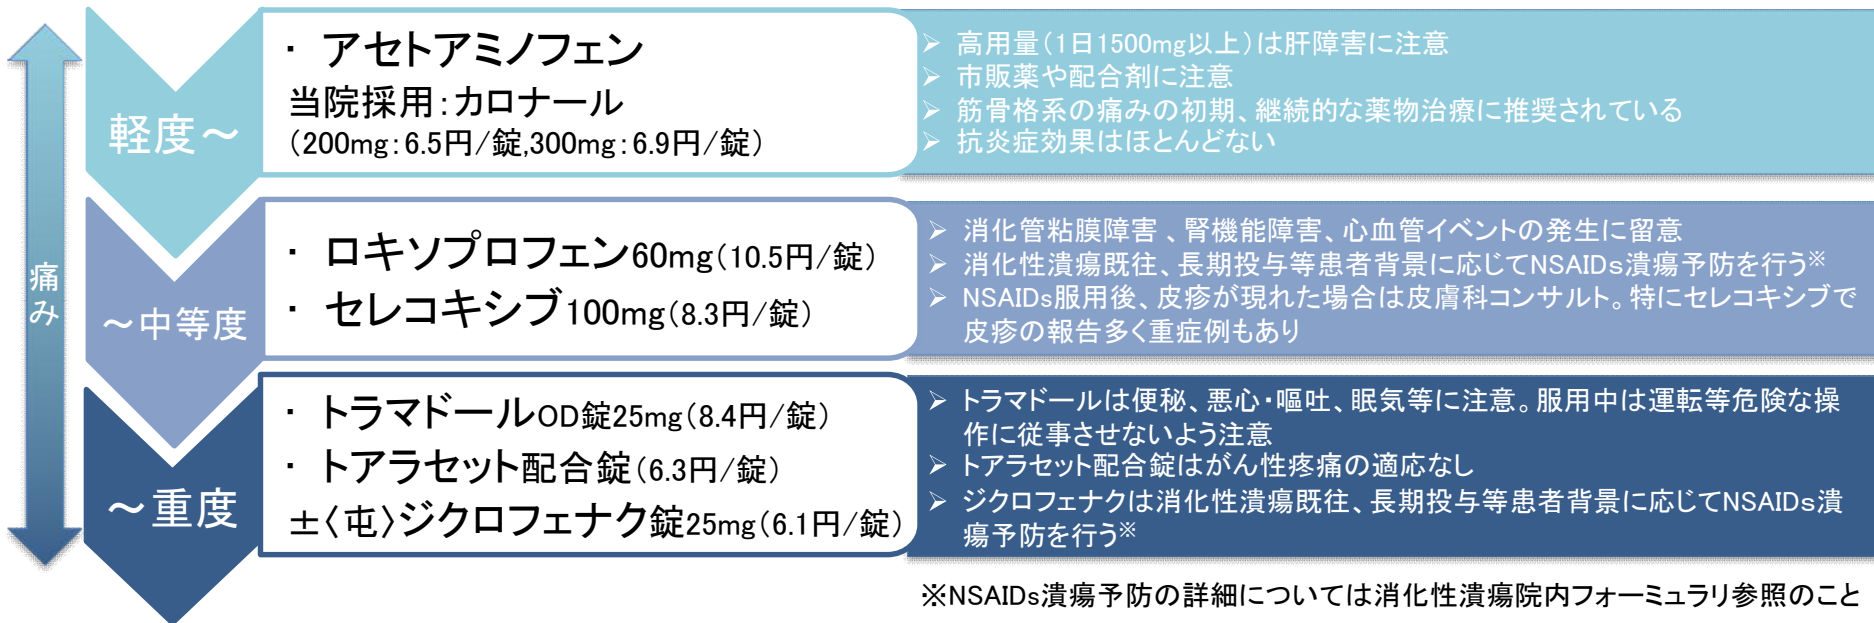 痛み
軽度～
・ アセトアミノフェン
当院採用：カロナール
（200mg：6.5円/錠,300mg：6.9円/錠）
➢ 高用量（1日1500mg以上）は肝障害に注意
➢ 市販薬や配合剤に注意
➢ 筋骨格系の痛みの初期、継続的な薬物治療に推奨されている
➢ 抗炎症効果はほとんどない
～中等度
・ ロキソプロフェン60mg（10.5円/錠）
・ セレコキシブ100mg（8.3円/錠）
➢ 消化管粘膜障害 、腎機能障害、心血管イベントの発生に留意
➢ 消化性潰瘍既往、長期投与等患者背景に応じてNSAIDs潰瘍予防を行う※
➢ NSAIDs服用後、皮疹が現れた場合は皮膚科コンサルト。特にセレコキシブで
皮疹の報告多く重症例もあり
～重度
・ トラマドールOD錠25mg（8.4円/錠）
・ トアラセット配合錠（6.3円/錠）
±〈屯〉ジクロフェナク錠25mg（6.1円/錠）
➢ トラマドールは便秘、悪心・嘔吐、眠気等に注意。服用中は運転等危険な操
作に従事させないよう注意
➢ トアラセット配合錠はがん性疼痛の適応なし
➢ ジクロフェナクは消化性潰瘍既往、長期投与等患者背景に応じてNSAIDs潰
瘍予防を行う※
※NSAIDs潰瘍予防の詳細については消化性潰瘍院内フォーミュラリ参照のこと